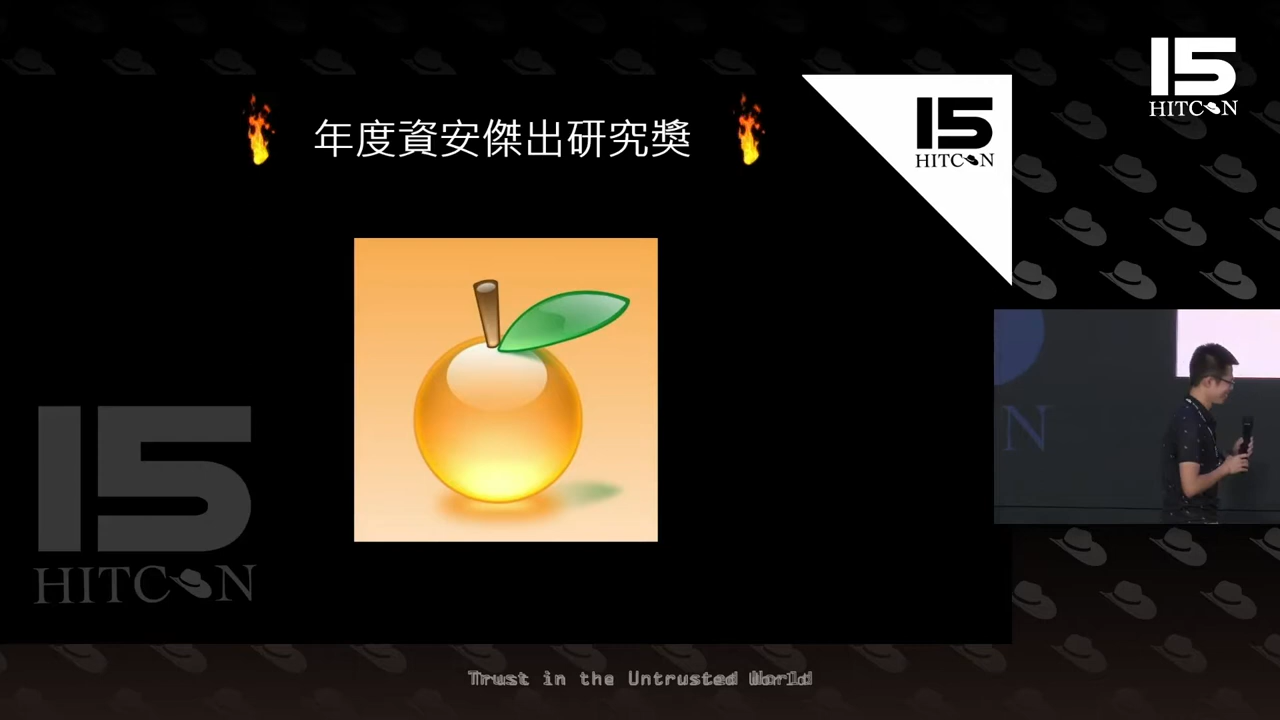 年度資安傑出研究獎
15
HITCON
15
HITCON
15
HITCON
N
Trust in the Untrusted World